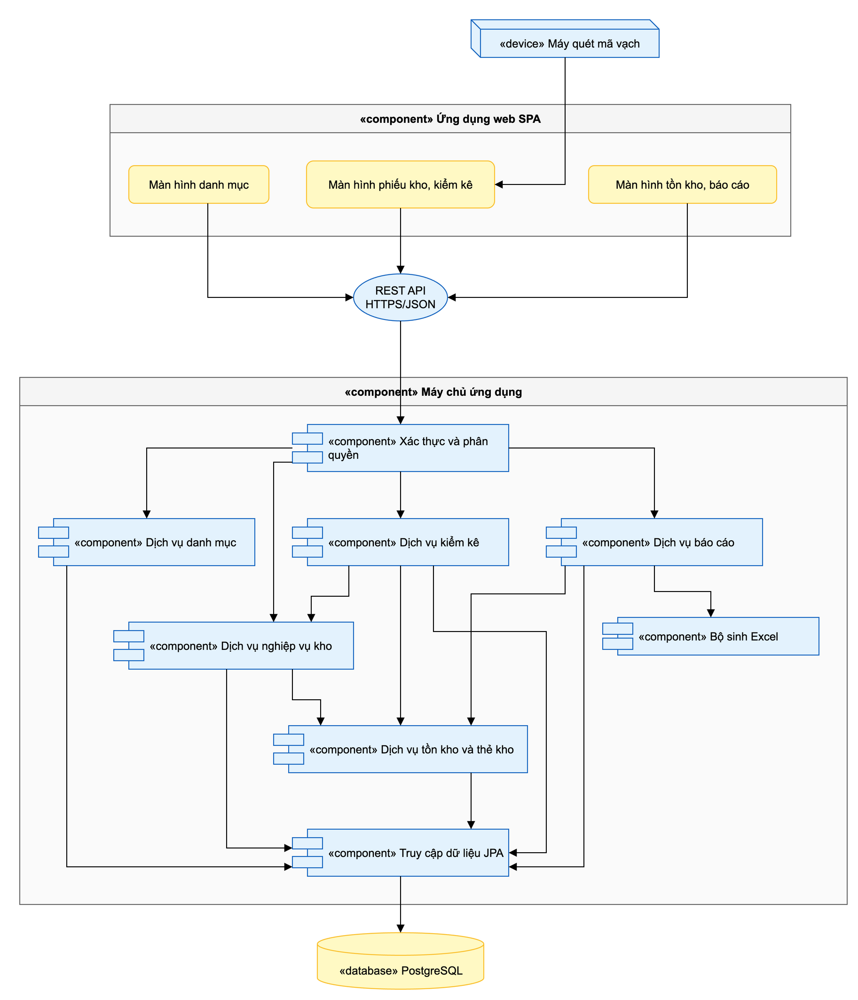 «device» Máy quét mã vạch
«component» Ứng dụng web SPA
Màn hình danh mục
Màn hình phiếu kho, kiểm kê
Màn hình tồn kho, báo cáo
REST API
HTTPS/JSON
«component» Máy chủ ứng dụng
«component» Xác thực và phân
quyền
«component» Dịch vụ danh mục
«component» Dịch vụ kiểm kê
«component» Dịch vụ báo cáo
«component» Dịch vụ nghiệp vụ kho
«component» Bộ sinh Excel
«component» Dịch vụ tồn kho và thẻ kho
«component» Truy cập dữ liệu JPA
«database» PostgreSQL